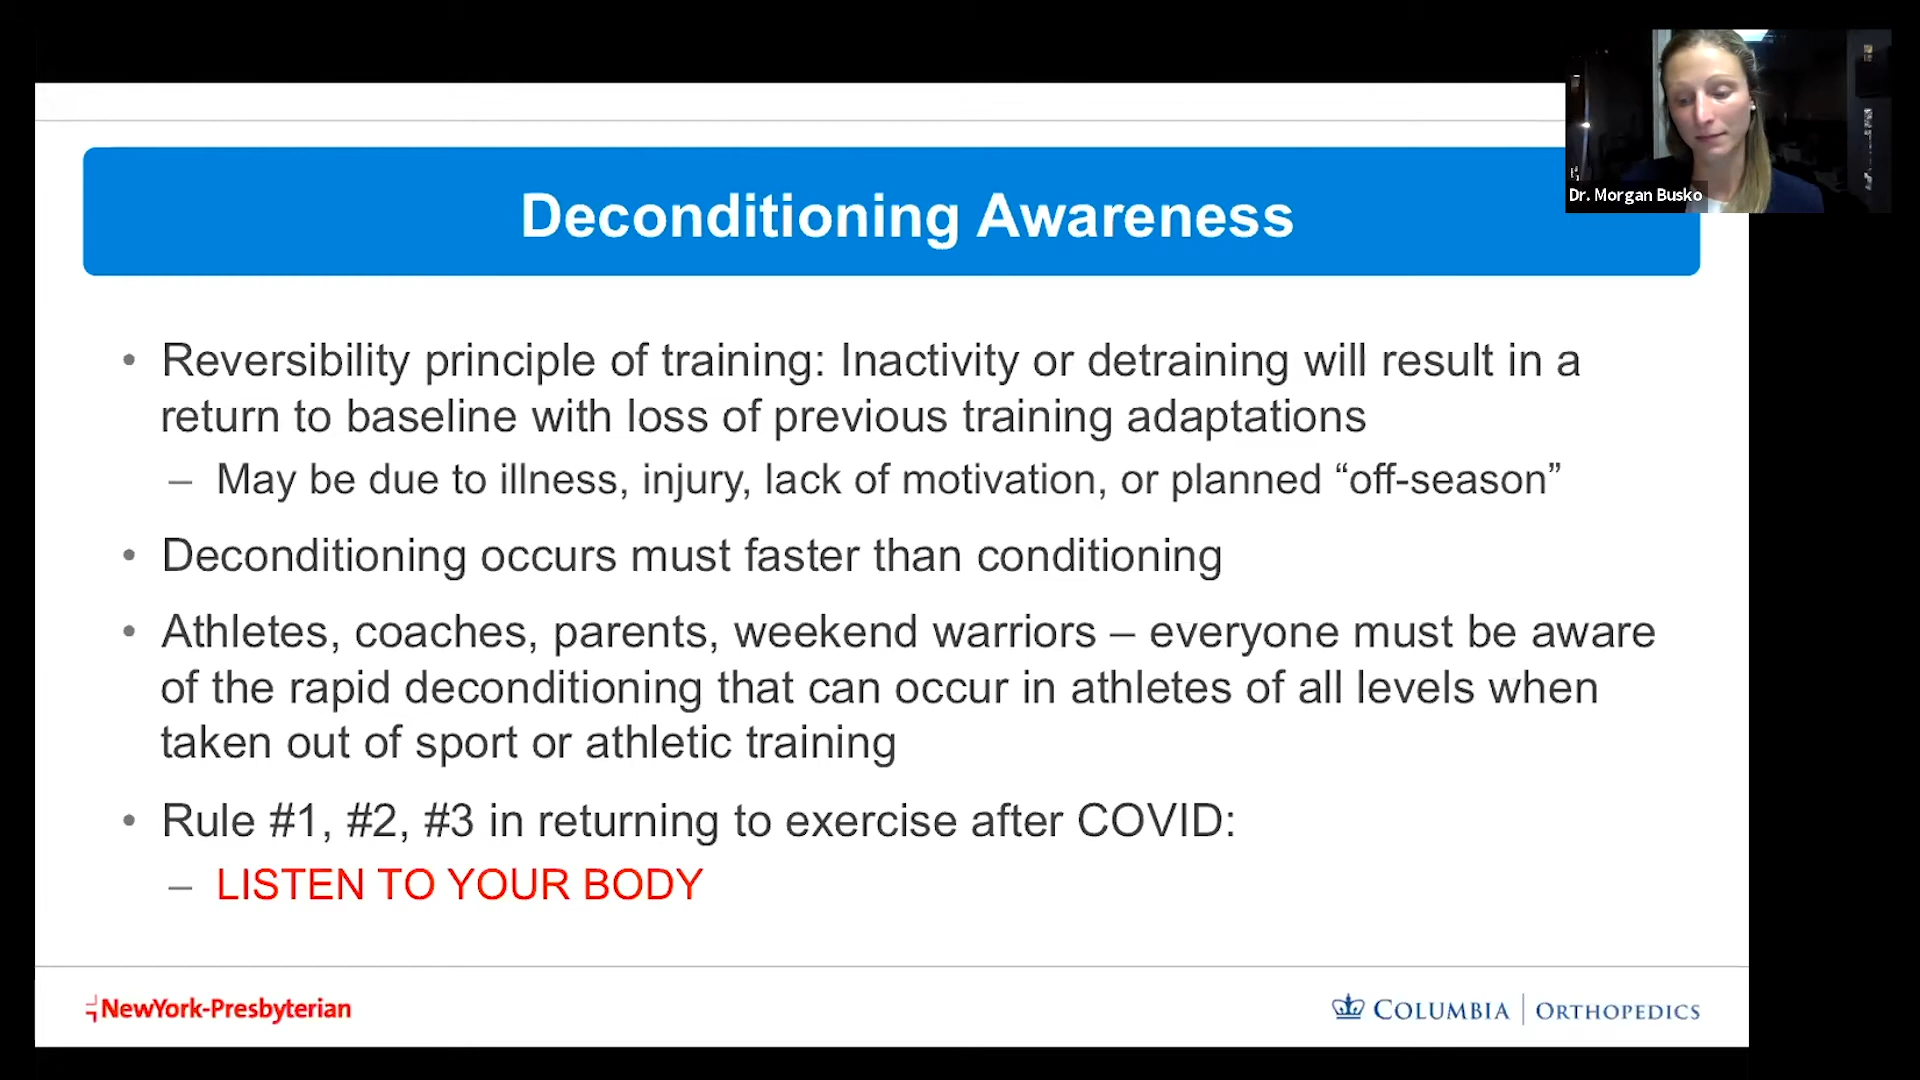 Dr. Morgan Busko
Deconditioning Awareness
• Reversibility principle of training: Inactivity or detraining will result in a
return to baseline with loss of previous training adaptations
– May be due to illness, injury, lack of motivation, or planned “off-season”
• Deconditioning occurs must faster than conditioning
• Athletes, coaches, parents, weekend warriors – everyone must be aware
of the rapid deconditioning that can occur in athletes of all levels when
taken out of sport or athletic training
• Rule #1, #2, #3 in returning to exercise after COVID:
– LISTEN TO YOUR BODY
NewYork-Presbyterian
COLUMBIA | ORTHOPEDICS